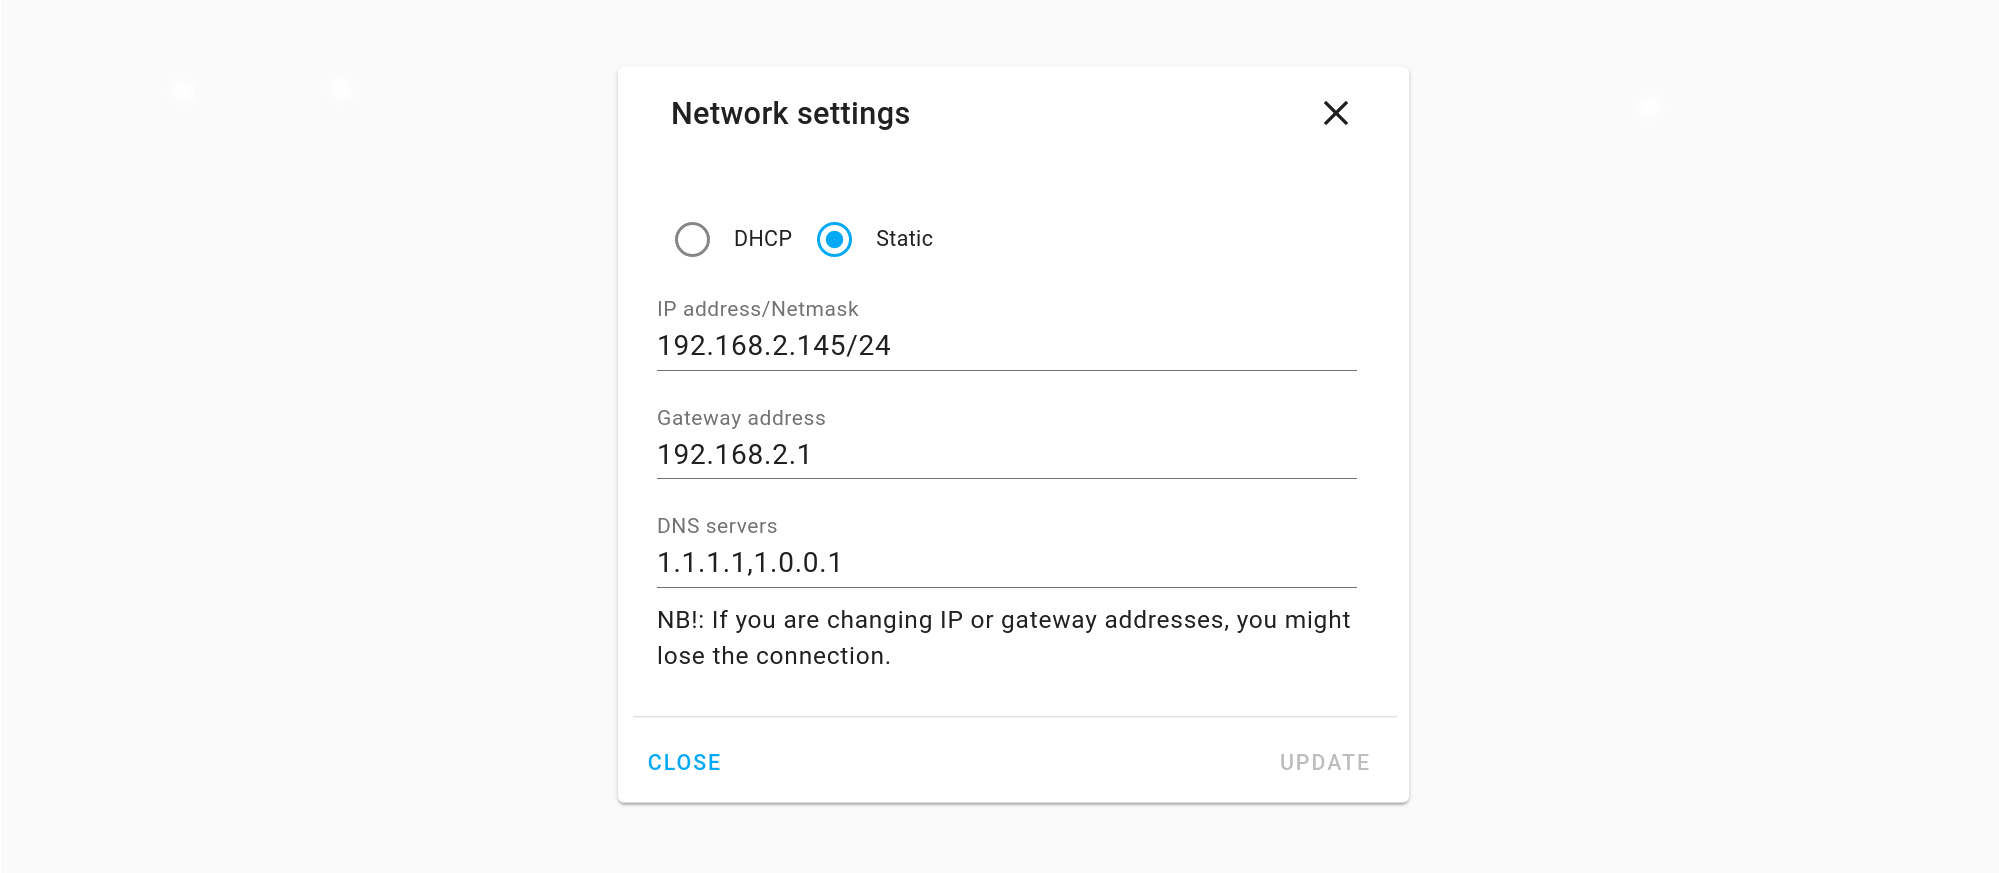 Network settings
DHCP Static
IP address/Netmask
192.168.2.145/24
Gateway address
192.168.2.1
DNS servers
1.1.1.1,1.0.0.1
NB!: If you are changing IP or gateway addresses, you might
lose the connection.
CLOSE UPDATE